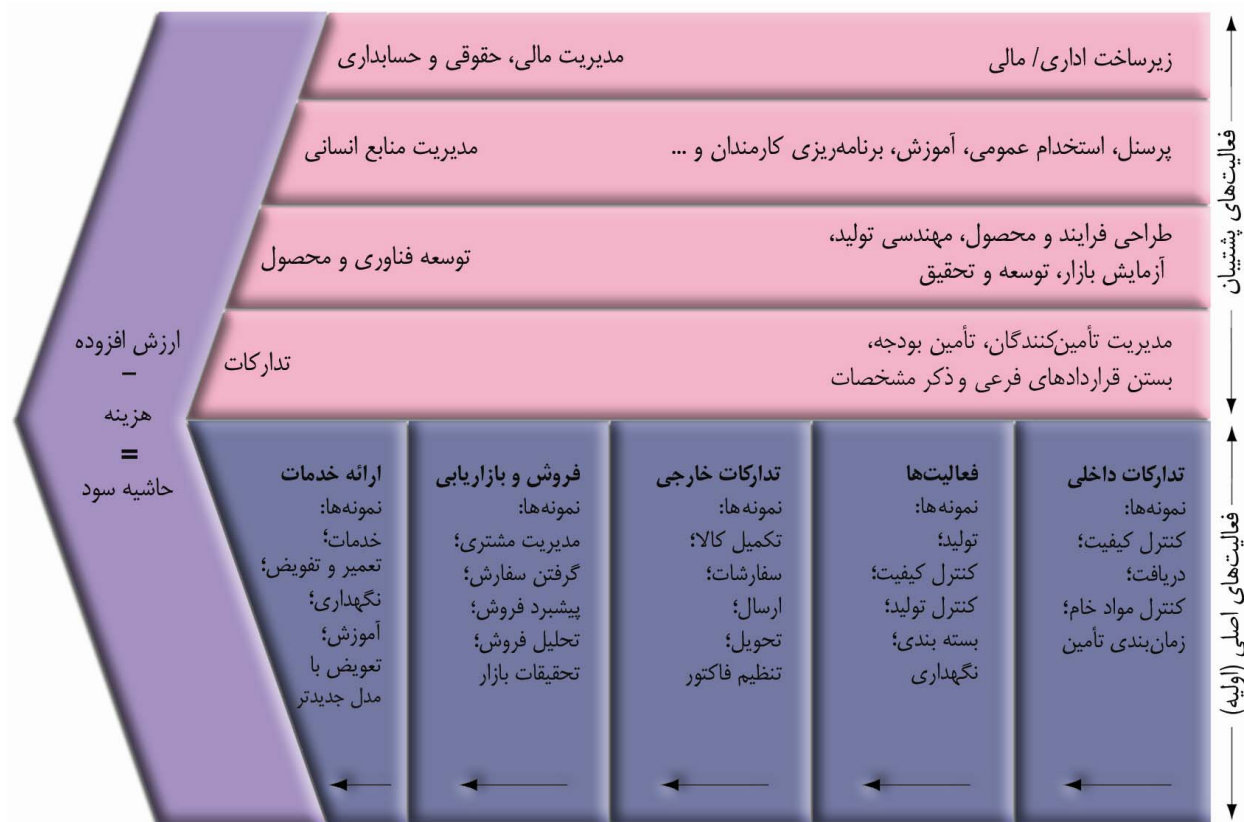 فعالیت‌های پشتیبان
زیرساخت اداری/ مالی
مدیریت مالی، حقوقی و حسابداری
پرسنل، استخدام عمومی، آموزش، برنامه‌ریزی کارمندان و ...
مدیریت منابع انسانی
طراحی فرایند و محصول، مهندسی تولید،
آزمایش بازار، توسعه و تحقیق
توسعه فناوری و محصول
مدیریت تأمین‌کنندگان، تأمین بودجه،
بستن قراردادهای فرعی و ذکر مشخصات
تدارکات
فعالیت‌های اصلی (اولیه)
تدارکات داخلی
نمونه‌ها:
کنترل کیفیت؛
دریافت؛
کنترل مواد خام؛
زمان‌بندی تأمین
فعالیت‌ها
نمونه‌ها:
تولید؛
کنترل کیفیت؛
کنترل تولید؛
بسته بندی؛
نگهداری
تدارکات خارجی
نمونه‌ها:
تکمیل کالا؛
سفارشات؛
ارسال؛
تحویل؛
تنظیم فاکتور
فروش و بازاریابی
نمونه‌ها:
مدیریت مشتری؛
گرفتن سفارش؛
پیشبرد فروش؛
تحلیل فروش؛
تحقیقات بازار
ارائه خدمات
نمونه‌ها:
خدمات؛
تعمیر و تفویض؛
نگهداری؛
آموزش؛
تعویض با
مدل جدیدتر
ارزش افزوده
–
هزینه
=
حاشیه سود